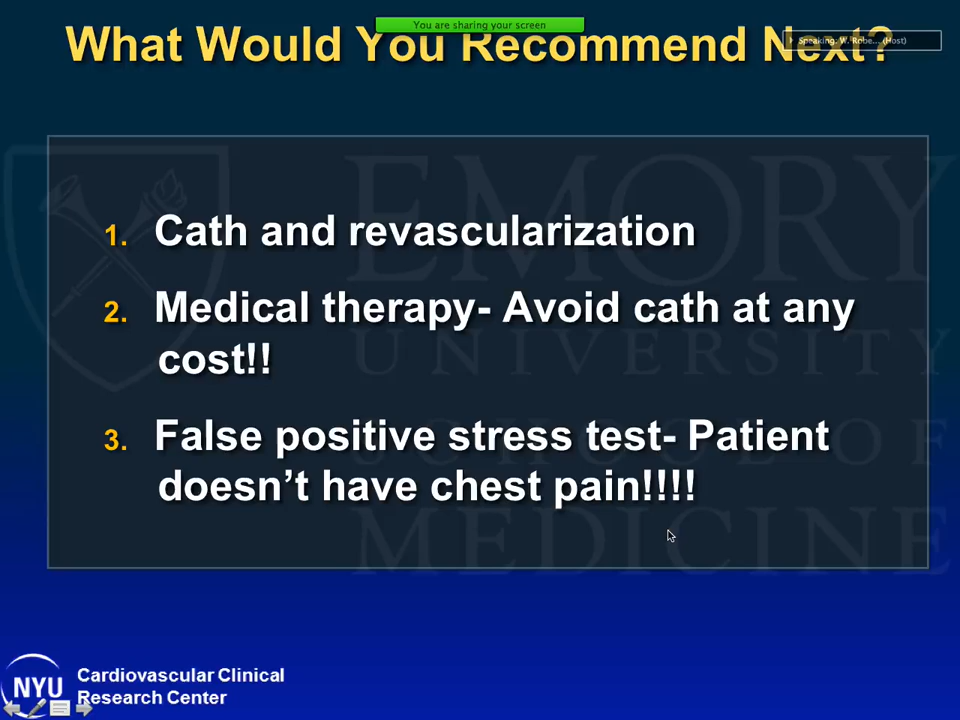 You are sharing your screen
What Would You Recommend Next?
Speaking: W. Robe... (Host)
EMORY
UNIVERSITY
SCHOOL OF
MEDICINE
1. Cath and revascularization
2. Medical therapy- Avoid cath at any
cost!!
3. False positive stress test- Patient
doesn’t have chest pain!!!!
NYU
Cardiovascular Clinical
Research Center